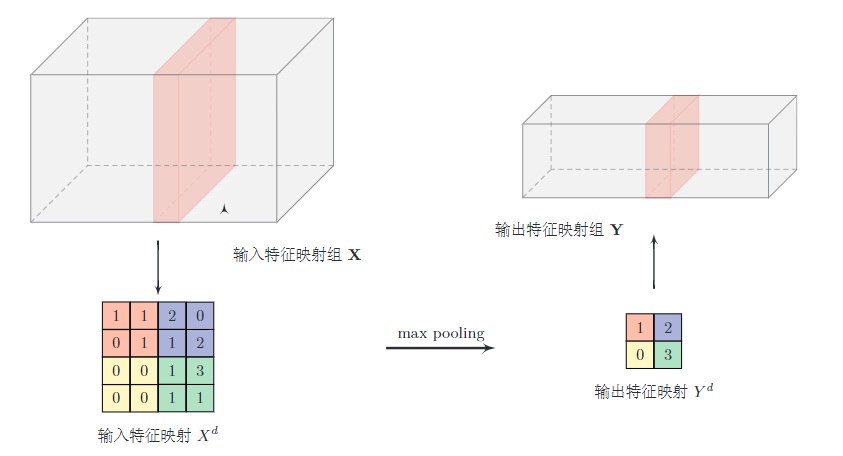 输入特征映射组 X
输出特征映射组 Y
1 1 2 0
0 1 1 2
0 0 1 3
0 0 1 1
max pooling
1 2
0 3
输入特征映射 X^d
输出特征映射 Y^d